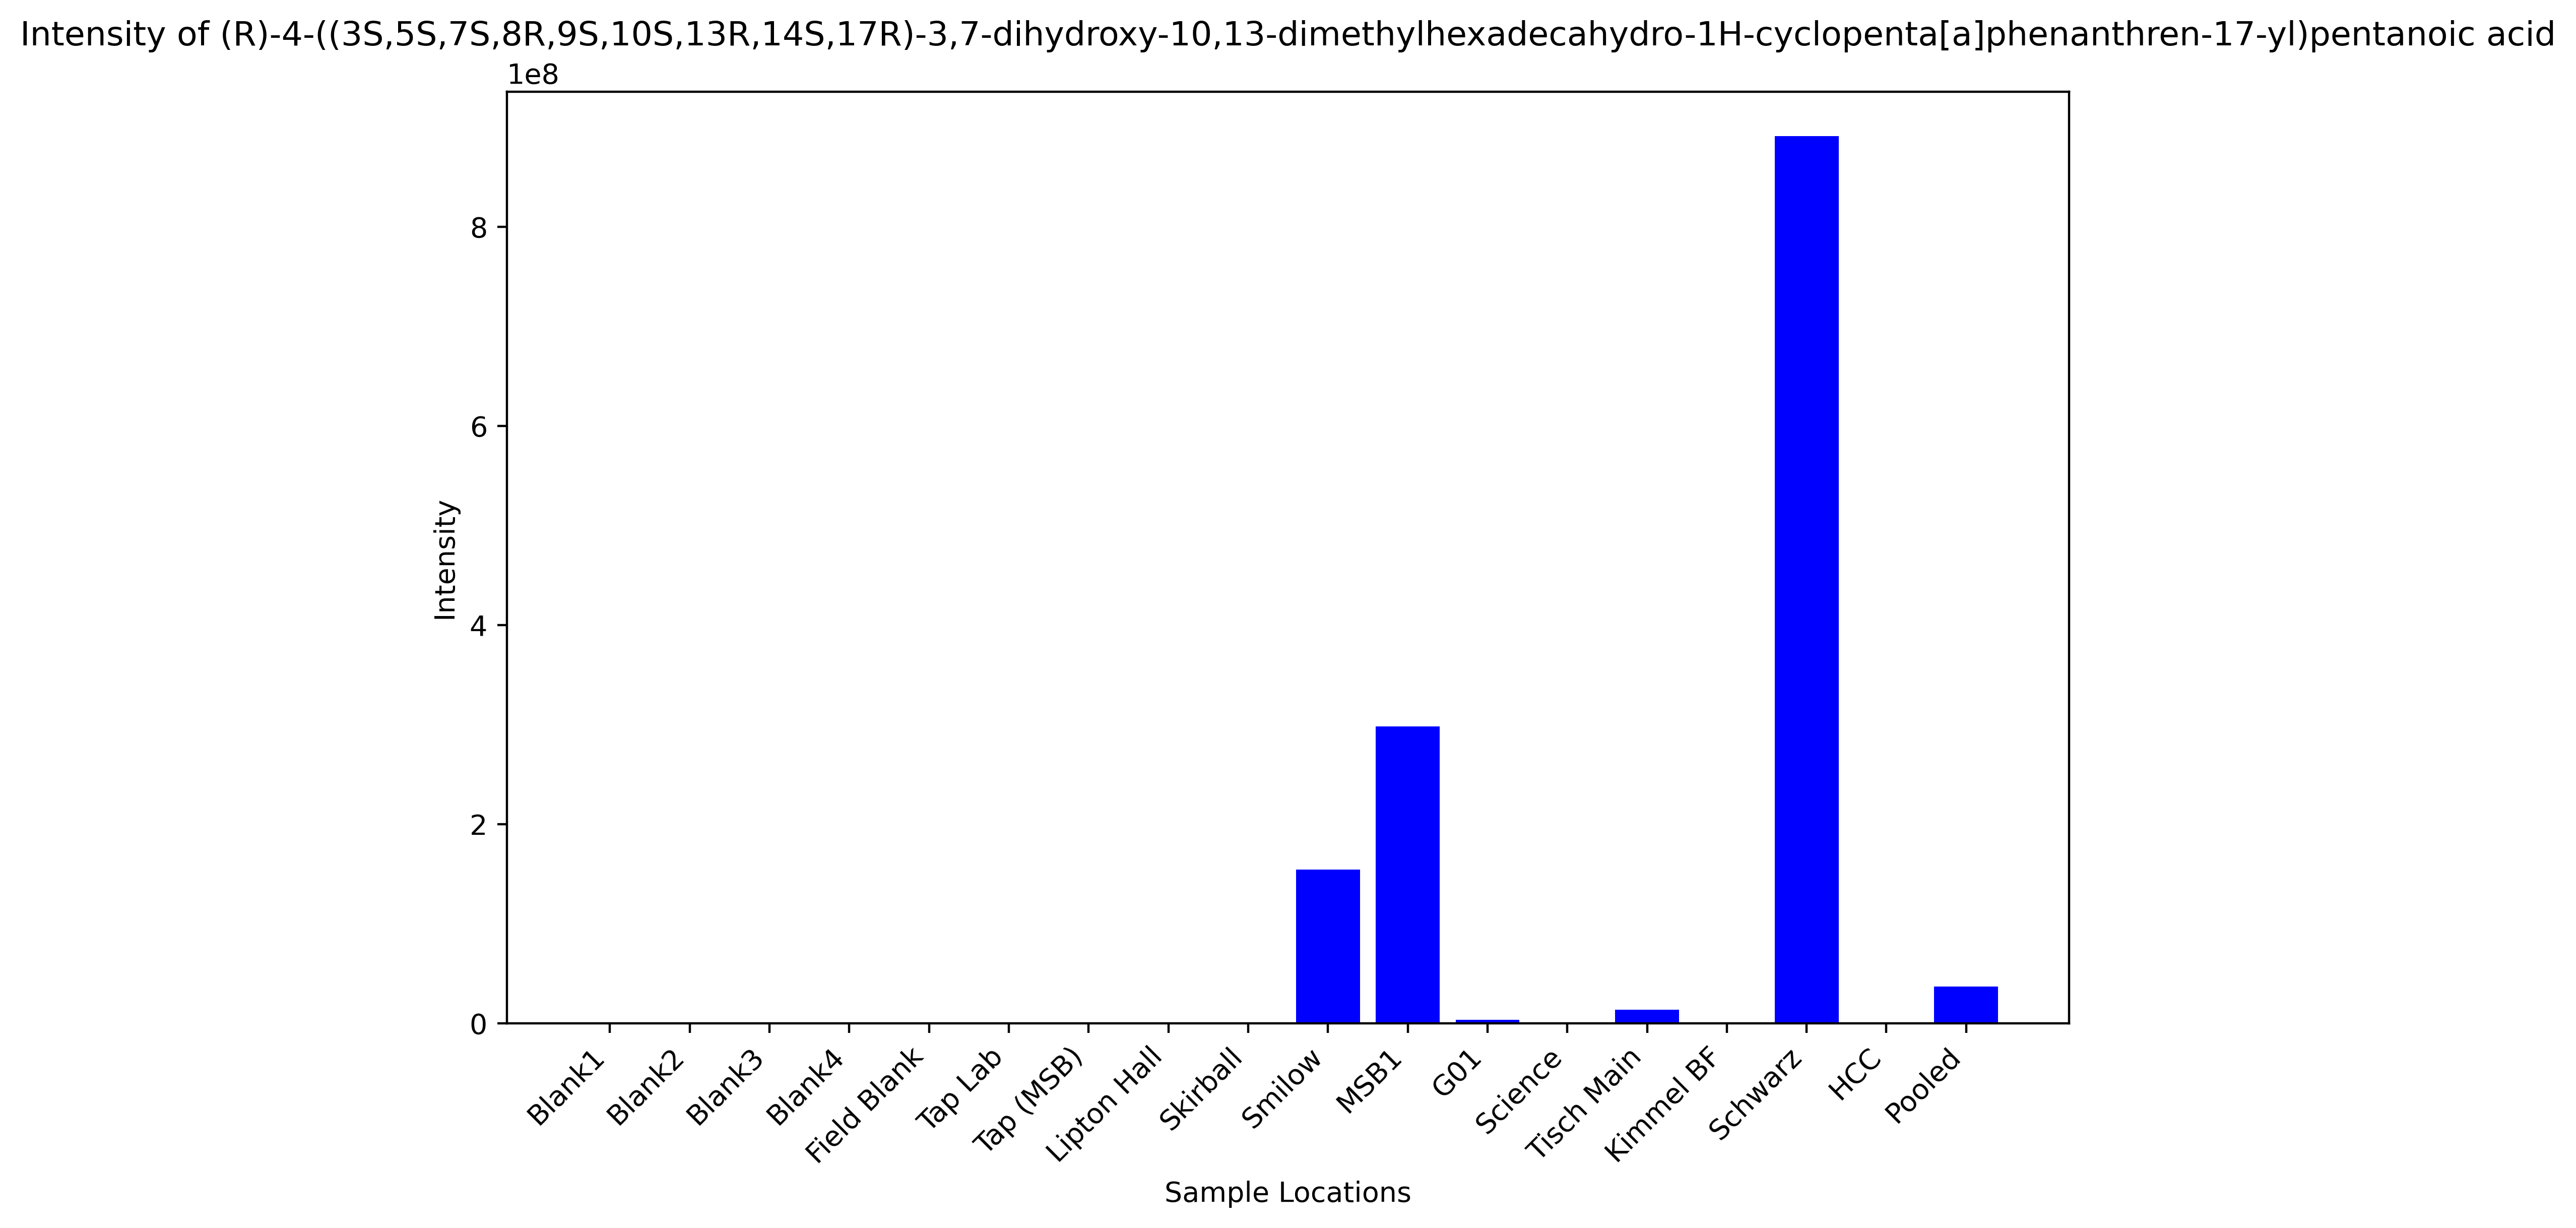 Intensity of (R)-4-((3S,5S,7S,8R,9S,10S,13R,14S,17R)-3,7-dihydroxy-10,13-dimethylhexadecahydro-1H-cyclopenta[a]phenanthren-17-yl)pentanoic acid
1e8
8
6
4
2
0
Intensity
Blank1
Blank2
Blank3
Blank4
Field Blank
Tap Lab
Tap (MSB)
Lipton Hall
Skirball
Smilow
MSB1
G01
Science
Tisch Main
Kimmel BF
Schwarz
HCC
Pooled
Sample Locations